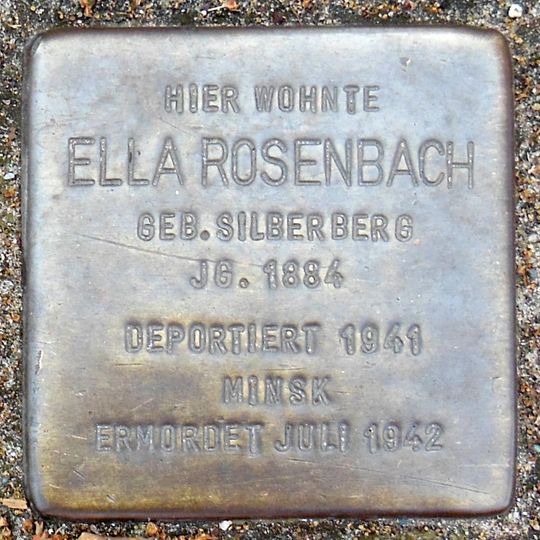 HIER WOHNTE
ELLA ROSENBACH
GEB. SILBERBERG
JG. 1884
DEPORTIERT 1941
MINSK
ERMORDET JULI 1942